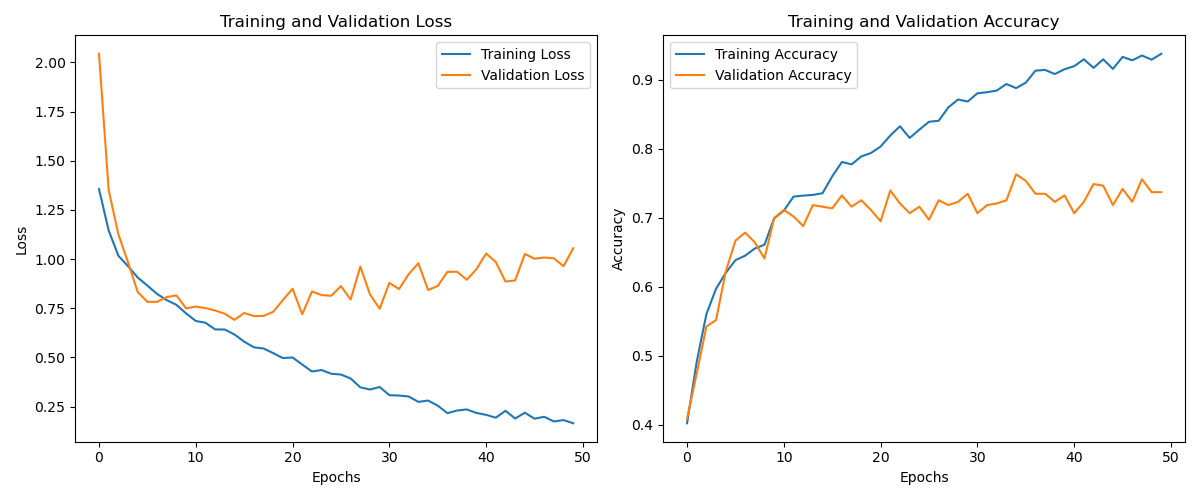 Training and Validation Loss
Training Loss
Validation Loss
2.00
1.75
1.50
1.25
1.00
0.75
0.50
0.25
Loss
0 10 20 30 40 50
Epochs
Training and Validation Accuracy
Training Accuracy
Validation Accuracy
0.9
0.8
0.7
0.6
0.5
0.4
Accuracy
0 10 20 30 40 50
Epochs